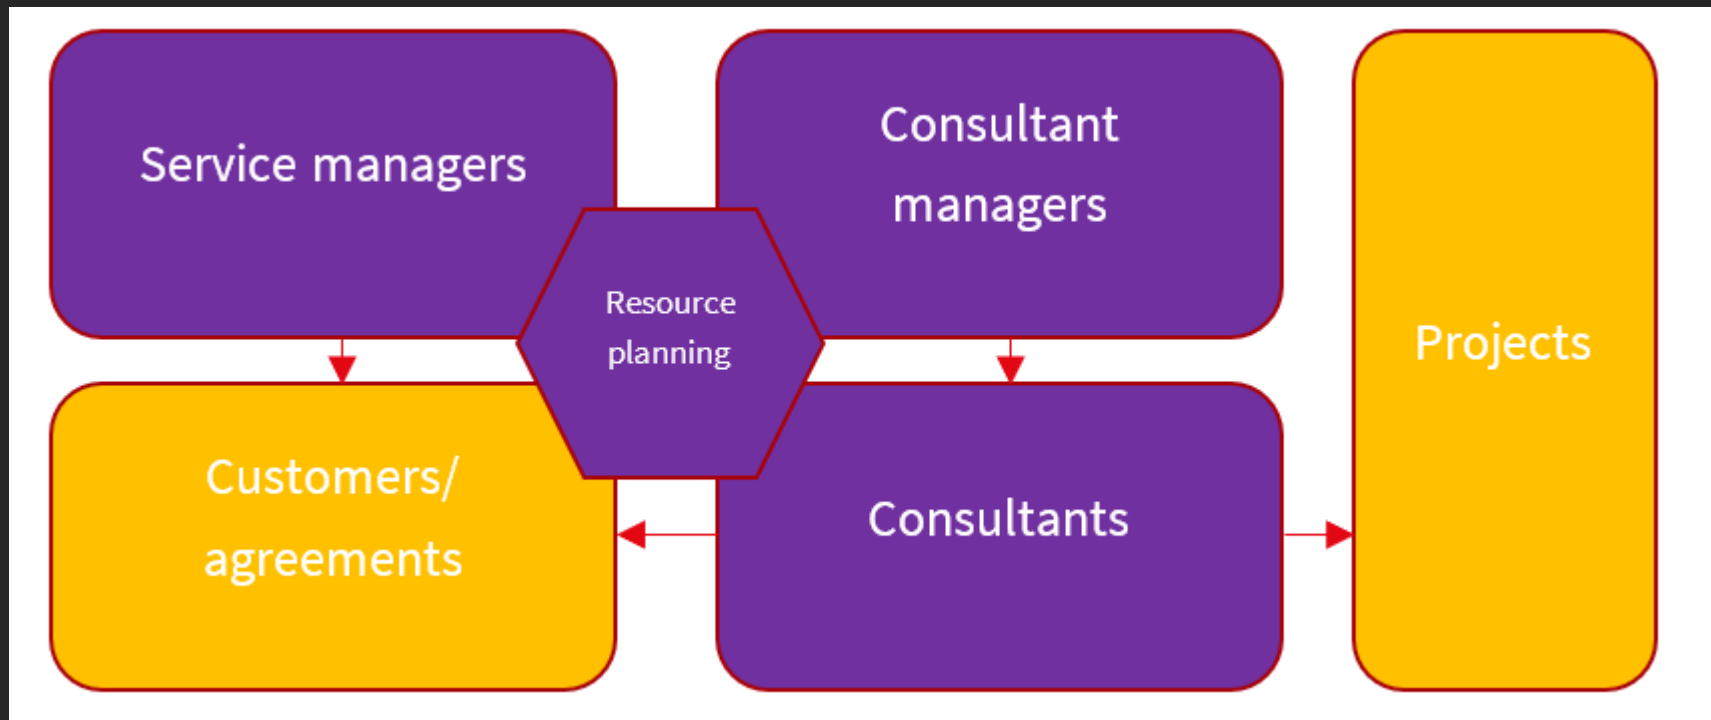 Service managers
Consultant
managers
Resource
planning
Projects
Customers/
agreements
Consultants